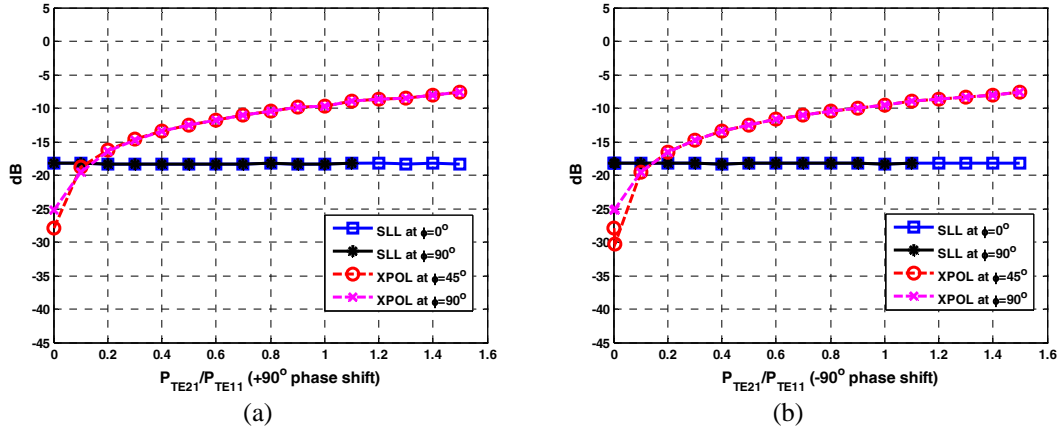 5
0
-5
-10
-15
-20
-25
-30
-35
-40
-45
dB
SLL at ϕ=0°
SLL at ϕ=90°
XPOL at ϕ=45°
XPOL at ϕ=90°
0 0.2 0.4 0.6 0.8 1 1.2 1.4 1.6
P_TE21/P_TE11 (+90° phase shift)
(a)
5
0
-5
-10
-15
-20
-25
-30
-35
-40
-45
dB
SLL at ϕ=0°
SLL at ϕ=90°
XPOL at ϕ=45°
XPOL at ϕ=90°
0 0.2 0.4 0.6 0.8 1 1.2 1.4 1.6
P_TE21/P_TE11 (-90° phase shift)
(b)